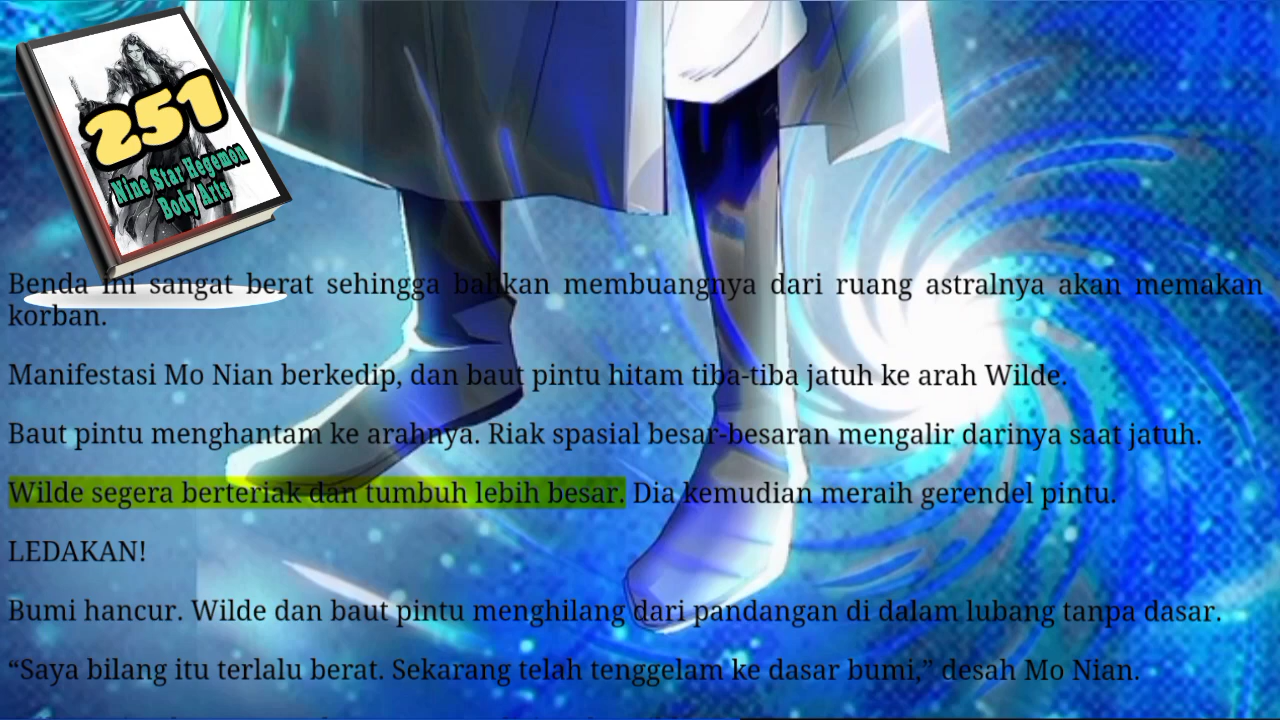 251
Nine Star Hegemon
Body Arts
Benda ini sangat berat sehingga bahkan membuangnya dari ruang astralnya akan memakan
korban.
Manifestasi Mo Nian berkedip, dan baut pintu hitam tiba-tiba jatuh ke arah Wilde.
Baut pintu menghantam ke arahnya. Riak spasial besar-besaran mengalir darinya saat jatuh.
Wilde segera berteriak dan tumbuh lebih besar. Dia kemudian meraih gerendel pintu.
LEDAKAN!
Bumi hancur. Wilde dan baut pintu menghilang dari pandangan di dalam lubang tanpa dasar.
“Saya bilang itu terlalu berat. Sekarang telah tenggelam ke dasar bumi,” desah Mo Nian.